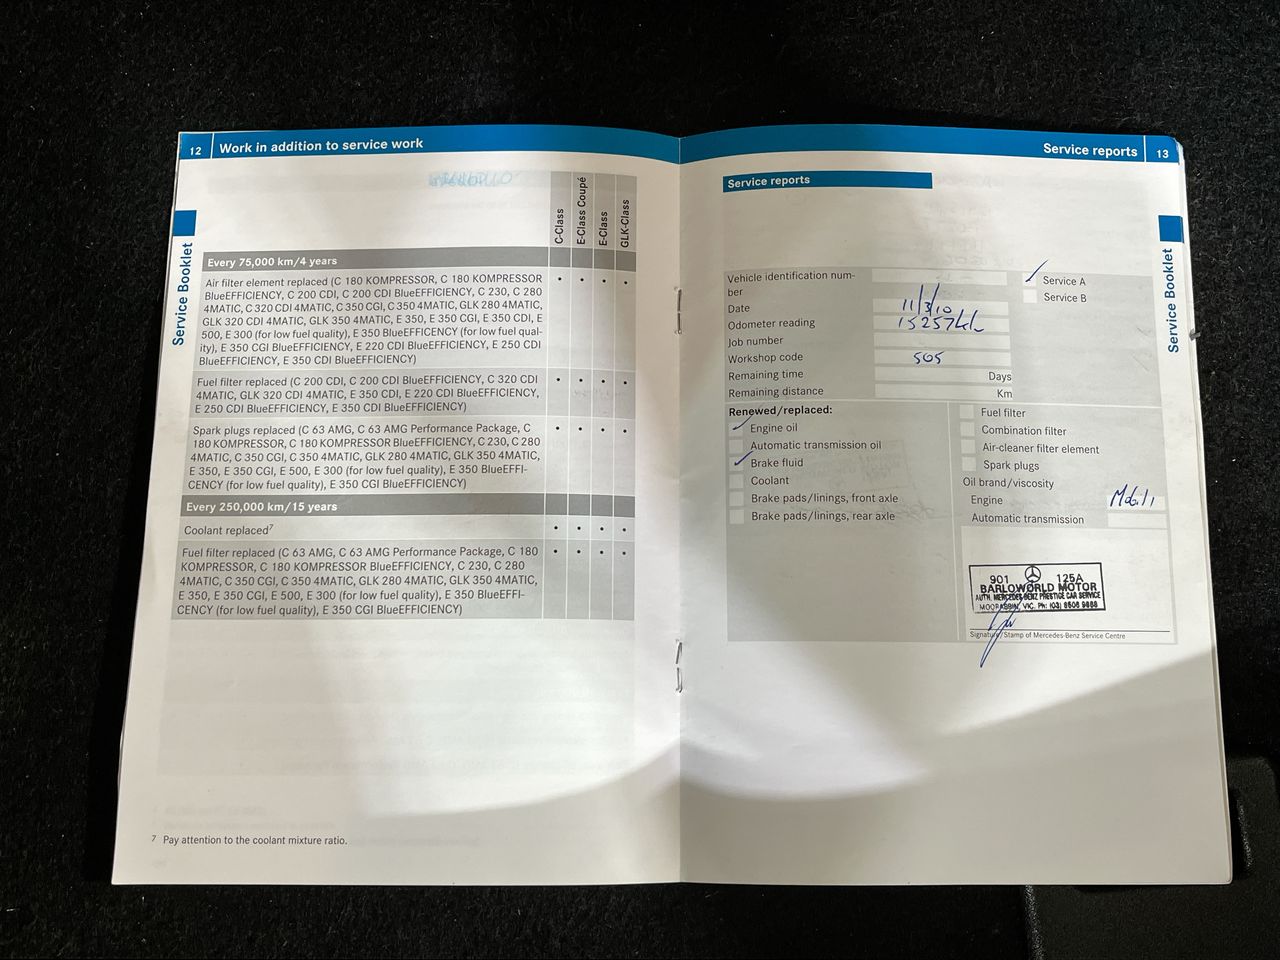 12 Work in addition to service work
Service Booklet
C-Class
E-Class Coupé
E-Class
GLK-Class
Every 75,000 km/4 years
Air filter element replaced (C 180 KOMPRESSOR, C 180 KOMPRESSOR
BlueEFFICIENCY, C 200 CDI, C 200 CDI BlueEFFICIENCY, C 230, C 280
4MATIC, C 320 CDI 4MATIC, C 350 CGI, C 350 4MATIC, GLK 280 4MATIC,
GLK 320 CDI 4MATIC, GLK 350 4MATIC, E 350, E 350 CGI, E 350 CDI, E
500, E 300 (for low fuel quality), E 350 BlueEFFICENCY (for low fuel qual-
ity), E 350 CGI BlueEFFICIENCY, E 220 CDI BlueEFFICIENCY, E 250 CDI
BlueEFFICIENCY, E 350 CDI BlueEFFICIENCY)
• • • •
Fuel filter replaced (C 200 CDI, C 200 CDI BlueEFFICIENCY, C 320 CDI
4MATIC, GLK 320 CDI 4MATIC, E 350 CDI, E 220 CDI BlueEFFICIENCY,
E 250 CDI BlueEFFICIENCY, E 350 CDI BlueEFFICIENCY)
• • • •
Spark plugs replaced (C 63 AMG, C 63 AMG Performance Package, C
180 KOMPRESSOR, C 180 KOMPRESSOR BlueEFFICIENCY, C 230, C 280
4MATIC, C 350 CGI, C 350 4MATIC, GLK 280 4MATIC, GLK 350 4MATIC,
E 350, E 350 CGI, E 500, E 300 (for low fuel quality), E 350 BlueEFFI-
CENCY (for low fuel quality), E 350 CGI BlueEFFICIENCY)
• • • •
Every 250,000 km/15 years
Coolant replaced7
• • • •
Fuel filter replaced (C 63 AMG, C 63 AMG Performance Package, C 180
KOMPRESSOR, C 180 KOMPRESSOR BlueEFFICIENCY, C 230, C 280
4MATIC, C 350 CGI, C 350 4MATIC, GLK 280 4MATIC, GLK 350 4MATIC,
E 350, E 350 CGI, E 500, E 300 (for low fuel quality), E 350 BlueEFFI-
CENCY (for low fuel quality), E 350 CGI BlueEFFICIENCY)
• • • •
7 Pay attention to the coolant mixture ratio.
Service reports 13
Service Booklet
Service reports
Vehicle identification num-
ber
Date 11/3/10
Odometer reading 15257
Job number
Workshop code 505
Remaining time Days
Remaining distance Km
Service A
Service B
Renewed/replaced:
Engine oil
Automatic transmission oil
Brake fluid
Coolant
Brake pads/linings, front axle
Brake pads/linings, rear axle
Fuel filter
Combination filter
Air-cleaner filter element
Spark plugs
Oil brand/viscosity
Engine Mobil 1
Automatic transmission
901 125A
BARLOWORLD MOTOR
AUTH. MERCEDES-BENZ PRESTIGE CAR SERVICE
MOORABBIN, VIC. Ph: (03)
Signature/Stamp of Mercedes-Benz Service Centre